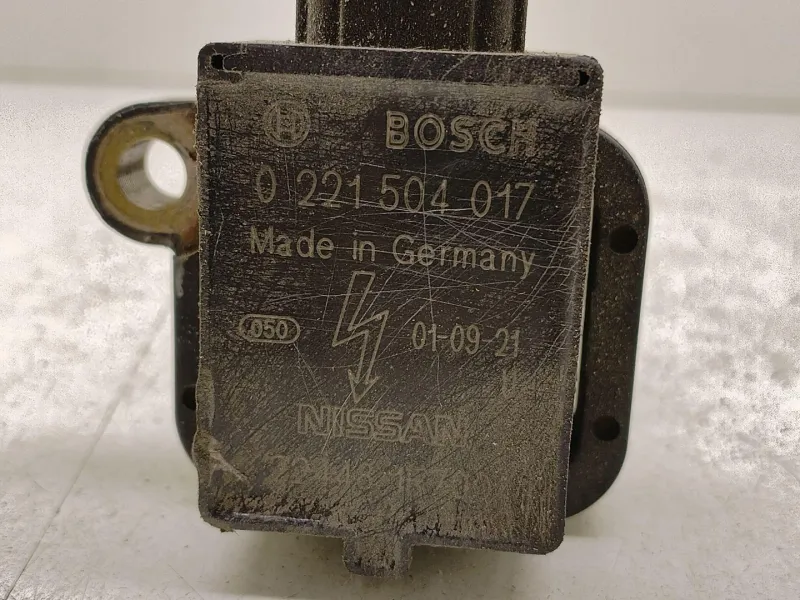 BOSCH
0 221 504 017
Made in Germany
050
01-09-21
NISSAN